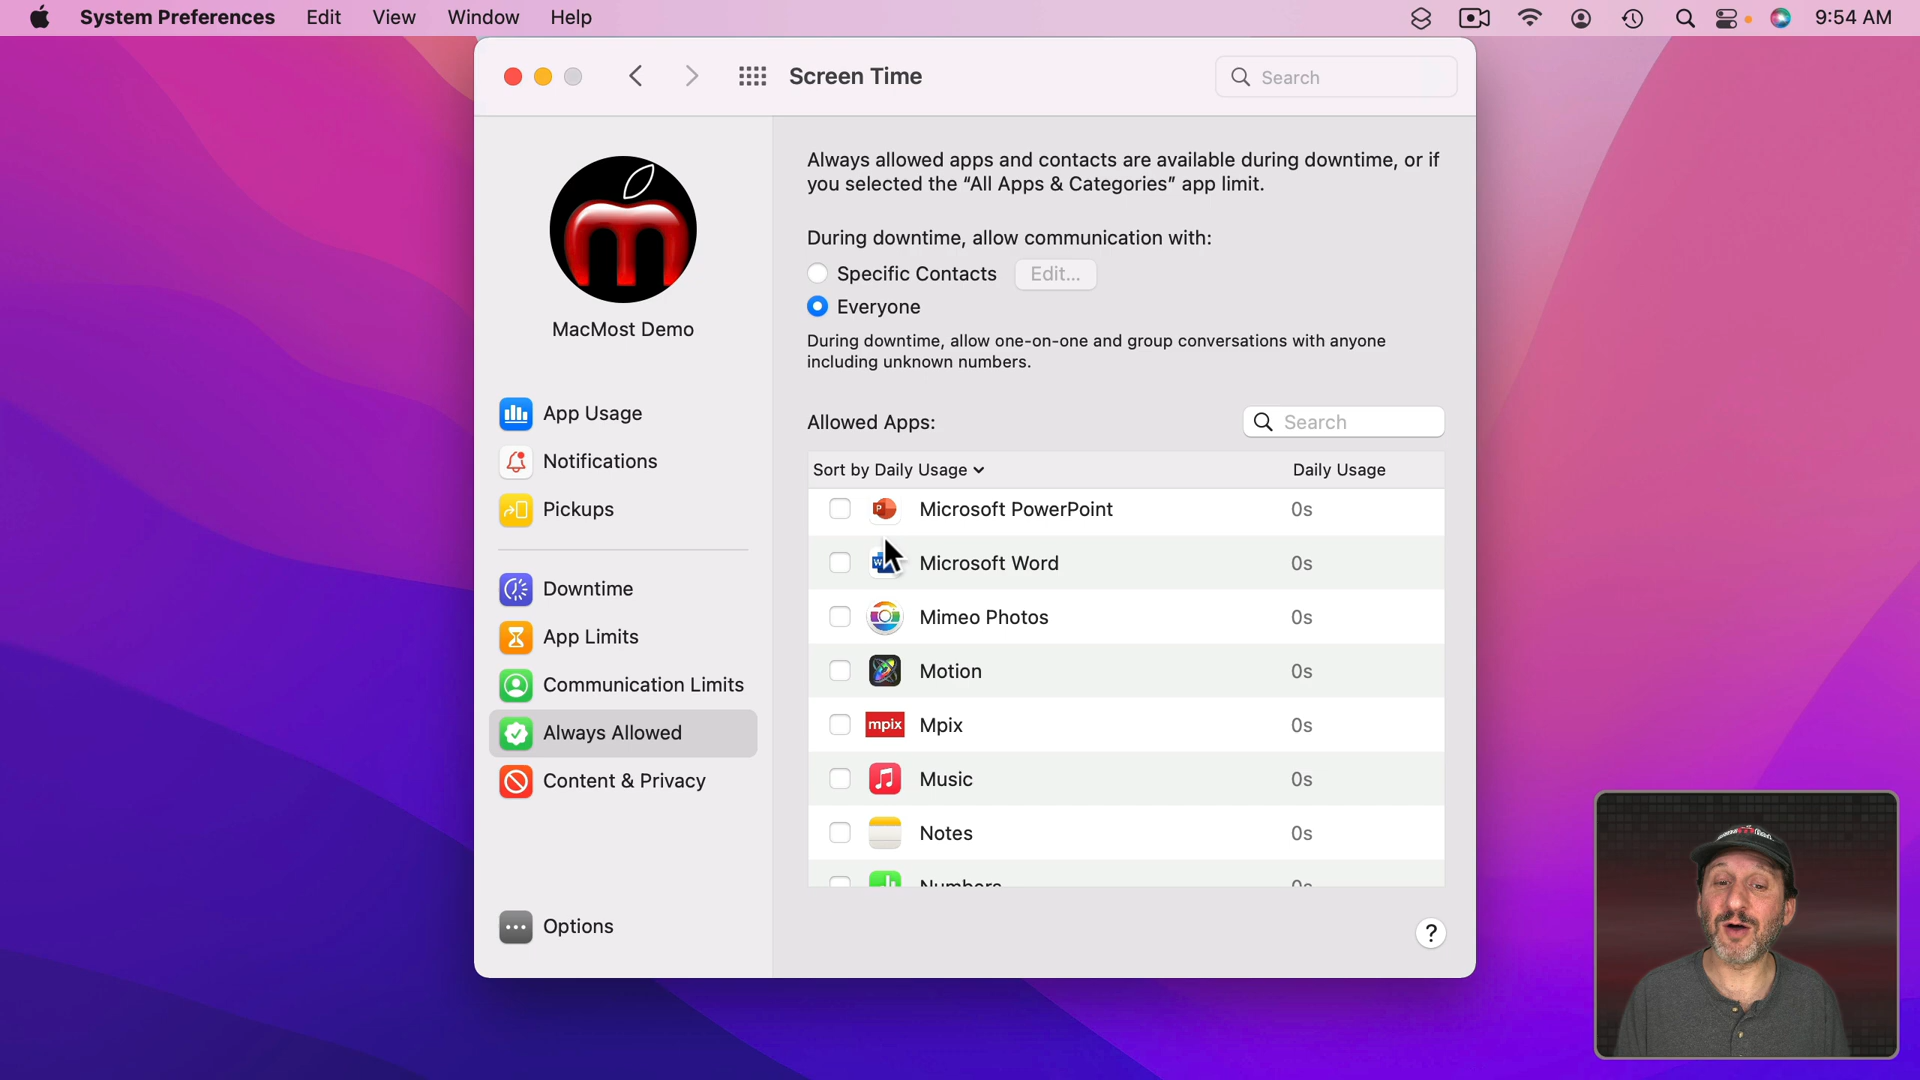 System Preferences Edit View Window Help 9:54 AM
Screen Time
Search
MacMost Demo
App Usage
Notifications
Pickups
Downtime
App Limits
Communication Limits
Always Allowed
Content & Privacy
Options
Always allowed apps and contacts are available during downtime, or if
you selected the “All Apps & Categories” app limit.
During downtime, allow communication with:
Specific Contacts Edit...
Everyone
During downtime, allow one-on-one and group conversations with anyone
including unknown numbers.
Allowed Apps: Search
Sort by Daily Usage Daily Usage
Microsoft PowerPoint 0s
Microsoft Word 0s
Mimeo Photos 0s
Motion 0s
mpix Mpix 0s
Music 0s
Notes 0s
Numbers 0s
?